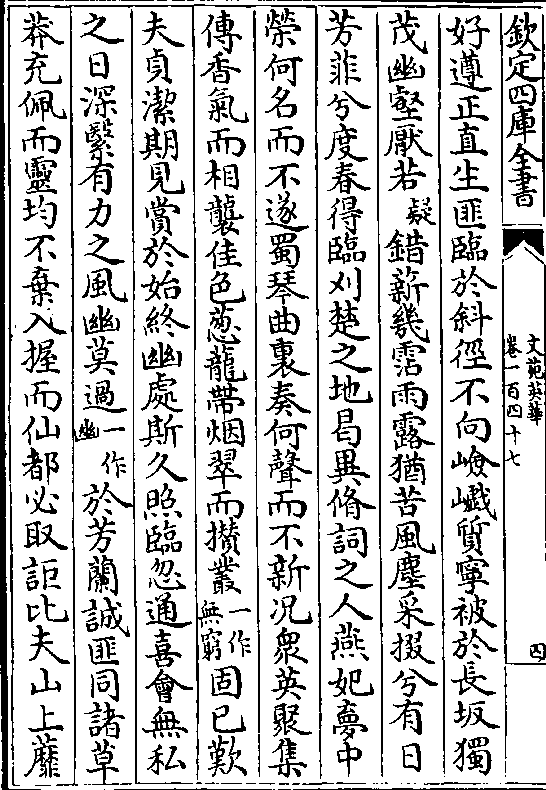 欽定四庫全書
文苑英華
卷一百四十七
四
好遵正直生匪臨於斜徑不向峻巇質寧被於長坂獨
茂幽壑厭若疑錯薪幾霑雨露猶苦風塵采掇兮有日
芳菲兮度春得臨刈楚之地曷異脩詞之人燕妃夢中
榮何名而不遂蜀琴曲裏奏何聲而不新况衆英聚集
傳香氣而相襲佳色葱蘢帶烟翠而攅叢一作無窮固已歎
夫貞潔期見賞於始終幽處斯久照臨忽通喜會無私
之日深繄有力之風幽莫過一作幽於芳蘭誠匪同諸草
莽充佩而靈均不棄入握而仙都必取詎比夫山上蘼